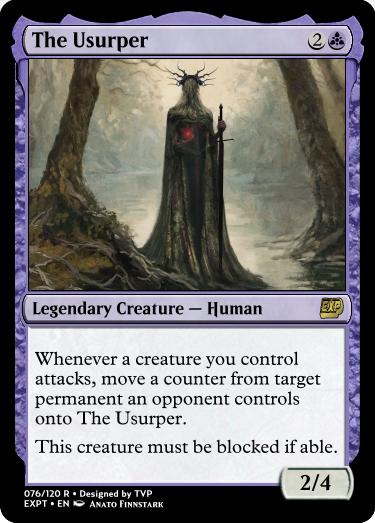 The Usurper 2
Legendary Creature — Human
EXP
Whenever a creature you control
attacks, move a counter from target
permanent an opponent controls
onto The Usurper.
This creature must be blocked if able.
2/4
076/120 R • Designed by TVP
EXPT • EN Anato Finnstark